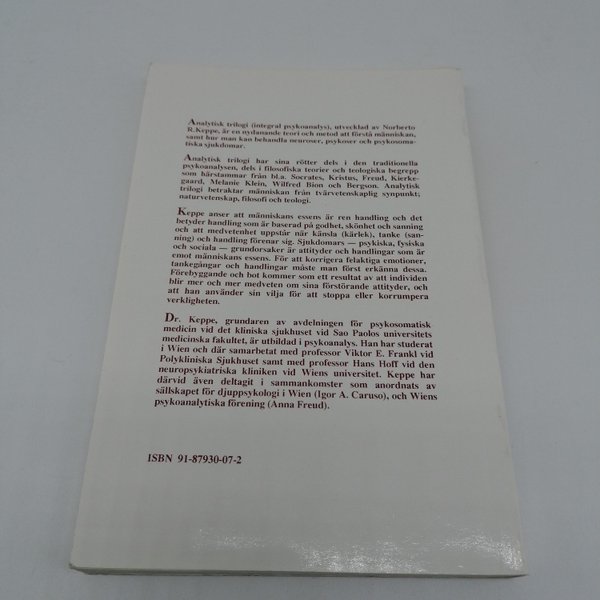 Analytisk trilogi (integral psykoanalys), utvecklad av Norberto
R.Keppe, är en nydanande teori och metod att förstå människan,
samt hur man kan behandla neuroser, psykoser och psykosoma-
tiska sjukdomar.
Analytisk trilogi har sina rötter dels i den traditionella
psykoanalysen, dels i filosofiska teorier och teologiska begrepp
som härstammar från bl.a. Socrates, Kristus, Freud, Kierke-
gaard, Melanie Klein, Wilfred Bion och Bergson. Analytisk
trilogi betraktar människan från tvärvetenskaplig synpunkt;
naturvetenskap, filosofi och teologi.
Keppe anser att människans essens är ren handling och det
betyder handling som är baserad på godhet, skönhet och sanning
och att medvetenhet uppstår när känsla (kärlek), tanke (san-
ning) och handling förenar sig. Sjukdomars — psykiska, fysiska
och sociala — grundorsaker är attityder och handlingar som är
emot människans essens. För att korrigera felaktiga emotioner,
tankegångar och handlingar måste man först erkänna dessa.
Förebyggande och bot kommer som ett resultat av att individen
blir mer och mer medveten om sina förstörande attityder, och
att han använder sin vilja för att stoppa eller korrumpera
verkligheten.
Dr. Keppe, grundaren av avdelningen för psykosomatisk
medicin vid det kliniska sjukhuset vid Sao Paolos universitets
medicinska fakultet, är utbildad i psykoanalys. Han har studerat
i Wien och där samarbetat med professor Viktor E. Frankl vid
Polykliniska Sjukhuset samt med professor Hans Hoff vid den
neuropsykiatriska kliniken vid Wiens universitet. Keppe har
därvid även deltagit i sammankomster som anordnats av
sällskapet för djuppsykologi i Wien (Igor A. Caruso), och Wiens
psykoanalytiska förening (Anna Freud).
ISBN 91-87930-07-2